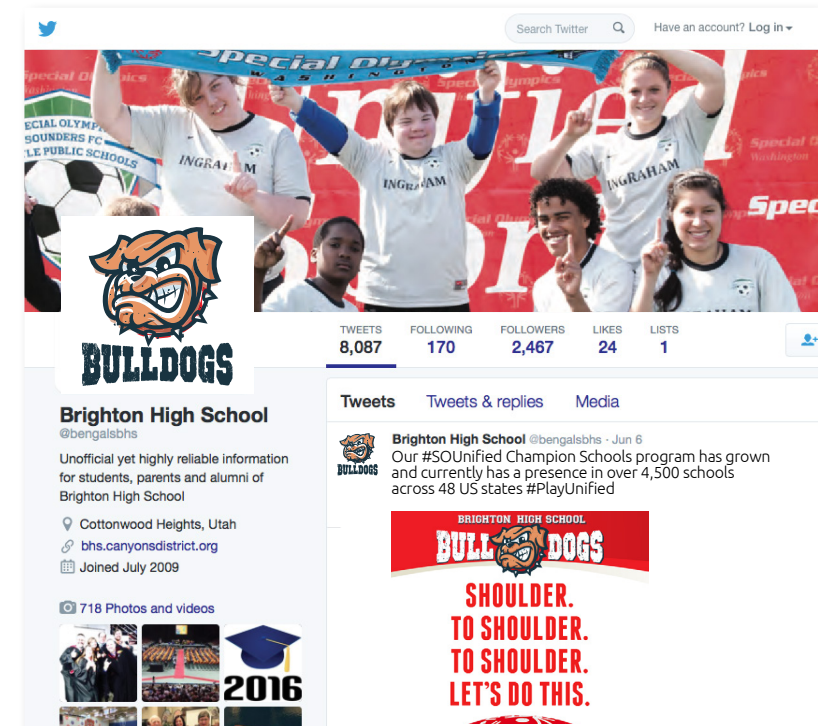 Search Twitter
Have an account? Log in
Special Olympics
WASHINGTON
SPECIAL OLYMPICS
SOUNDERS FC
PUBLIC SCHOOLS
INGRAHAM
INGRAHAM
INGRAHAM
Special
Washington
Spec
BULLDOGS
TWEETS FOLLOWING FOLLOWERS LIKES LISTS
8,087 170 2,467 24 1
Brighton High School
@bengalsbhs
Unofficial yet highly reliable information
for students, parents and alumni of
Brighton High School
Cottonwood Heights, Utah
bhs.canyonsdistrict.org
Joined July 2009
718 Photos and videos
2016
Tweets Tweets & replies Media
BULLDOGS
Brighton High School @bengalsbhs · Jun 6
Our #SOUnified Champion Schools program has grown
and currently has a presence in over 4,500 schools
across 48 US states #PlayUnified
BRIGHTON HIGH SCHOOL
BULL DOGS
SHOULDER.
TO SHOULDER.
TO SHOULDER.
LET'S DO THIS.